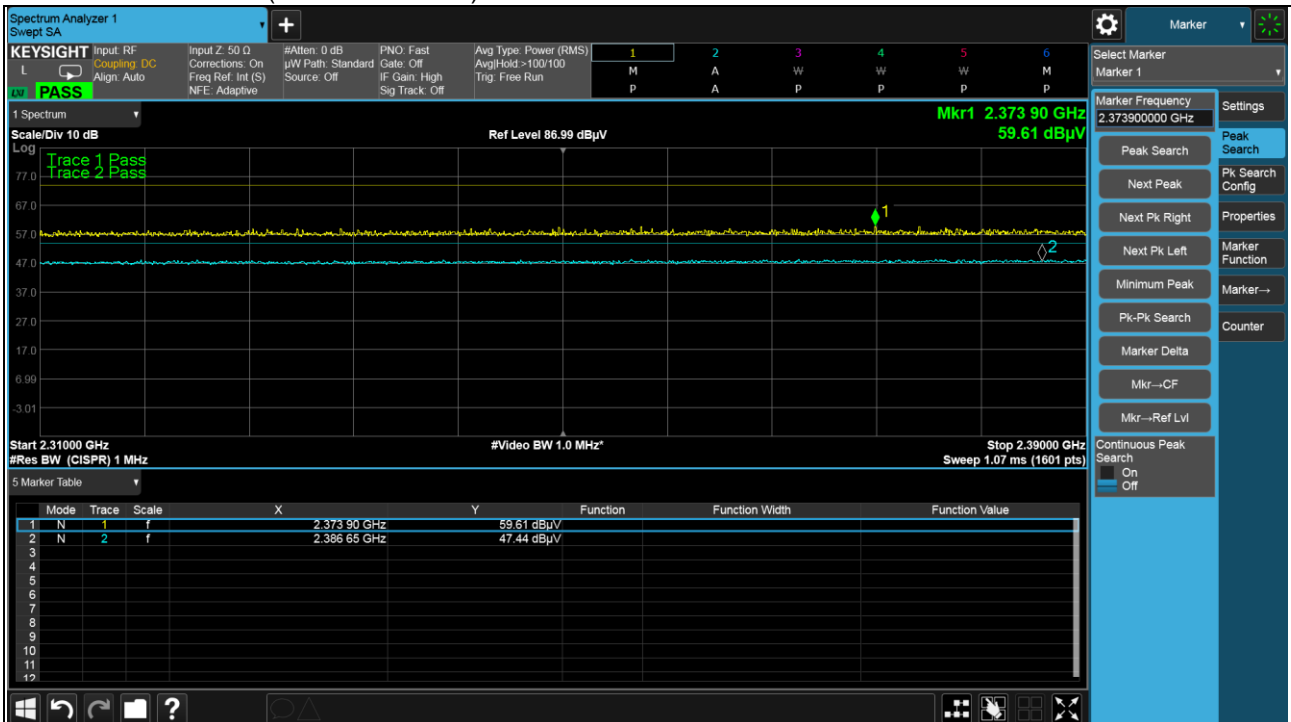 Spectrum Analyzer 1
Swept SA
Marker
KEYSIGHT
L
LXI
PASS
Input: RF
Coupling: DC
Align: Auto
Input Z: 50 Ω
Corrections: On
Freq Ref: Int (S)
NFE: Adaptive
#Atten: 0 dB
µW Path: Standard
Source: Off
PNO: Fast
Gate: Off
IF Gain: High
Sig Track: Off
Avg Type: Power (RMS)
Avg|Hold:>100/100
Trig: Free Run
1 2 3 4 5 6
M A W W W M
P A P P P P
Select Marker
Marker 1
1 Spectrum
Mkr1 2.373 90 GHz
59.61 dBµV
Scale/Div 10 dB
Ref Level 86.99 dBµV
Log
Trace 1 Pass
Trace 2 Pass
77.0
67.0
57.0
47.0
37.0
27.0
17.0
6.99
-3.01
1
2
Start 2.31000 GHz
#Video BW 1.0 MHz*
Stop 2.39000 GHz
#Res BW (CISPR) 1 MHz
Sweep 1.07 ms (1601 pts)
5 Marker Table
Mode Trace Scale X Y Function Function Width Function Value
1 N 1 f 2.373 90 GHz 59.61 dBµV
2 N 2 f 2.386 65 GHz 47.44 dBµV
3
4
5
6
7
8
9
10
11
12
Marker Frequency
2.373900000 GHz
Peak Search
Next Peak
Next Pk Right
Next Pk Left
Minimum Peak
Pk-Pk Search
Marker Delta
Mkr→CF
Mkr→Ref Lvl
Continuous Peak
Search
On
Off
Settings
Peak
Search
Pk Search
Config
Properties
Marker
Function
Marker→
Counter